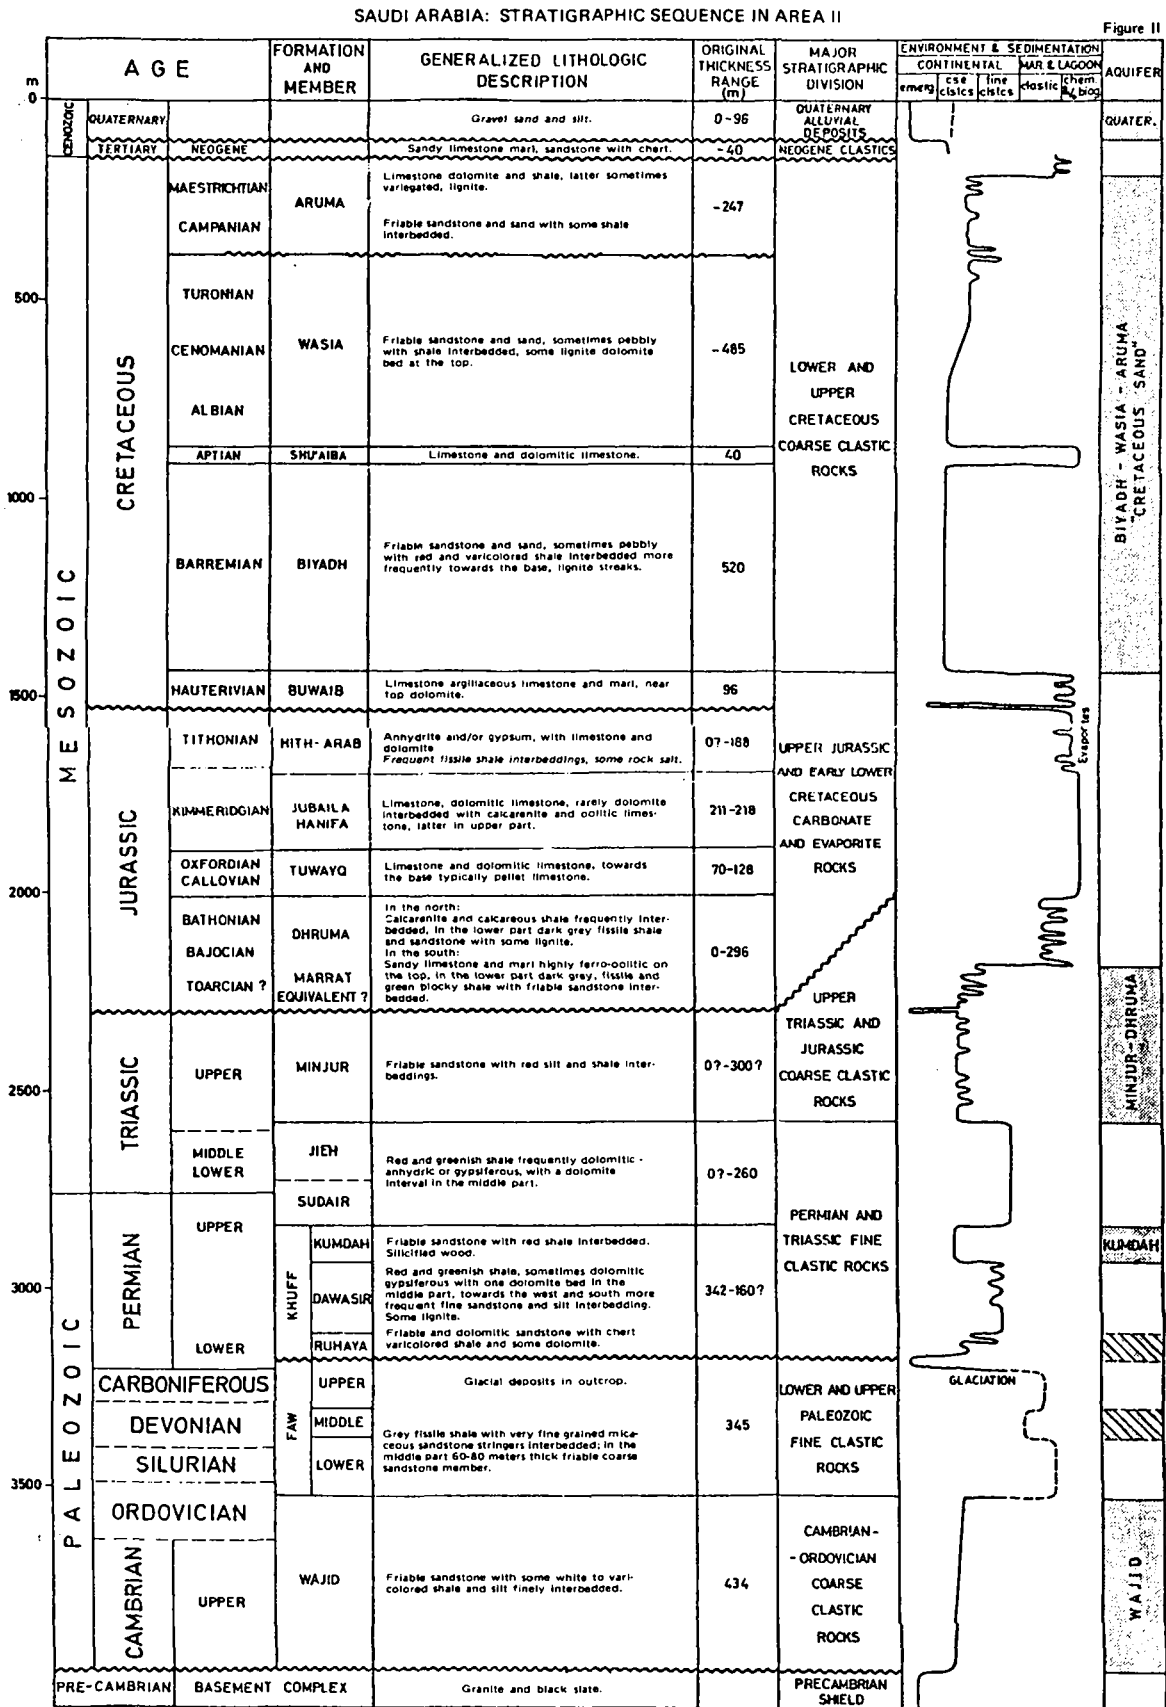 SAUDI ARABIA: STRATIGRAPHIC SEQUENCE IN AREA II
Figure II
m
AGE
FORMATION
AND
MEMBER
GENERALIZED LITHOLOGIC
DESCRIPTION
ORIGINAL
THICKNESS
RANGE
(m)
MAJOR
STRATIGRAPHIC
DIVISION
ENVIRONMENT & SEDIMENTATION
CONTINENTAL
MAR. & LAGOON
emerg
cse
clstcs
fine
clstcs
clastic
chem.
&/ biog.
AQUIFER
0
500
1000
1500
2000
2500
3000
3500
CENOZOIC
QUATERNARY
Gravel sand and silt.
0-96
QUATERNARY
ALLUVIAL
DEPOSITS
QUATER.
TERTIARY
NEOGENE
Sandy limestone marl, sandstone with chert.
-40
NEOGENE CLASTICS
MESOZOIC
CRETACEOUS
MAESTRICHTIAN
CAMPANIAN
ARUMA
Limestone dolomite and shale, latter sometimes
variegated, lignite.
Friable sandstone and sand with some shale
interbedded.
-247
TURONIAN
CENOMANIAN
ALBIAN
WASIA
Friable sandstone and sand, sometimes pebbly
with shale interbedded, some lignite dolomite
bed at the top.
-485
LOWER AND
UPPER
CRETACEOUS
COARSE CLASTIC
ROCKS
BIYADH - WASIA - ARUMA
"CRETACEOUS SAND"
APTIAN
SHU'AIBA
Limestone and dolomitic limestone.
40
BARREMIAN
BIYADH
Friable sandstone and sand, sometimes pebbly
with red and varicolored shale interbedded more
frequently towards the base, lignite streaks.
520
HAUTERIVIAN
BUWAIB
Limestone argillaceous limestone and marl, near
top dolomite.
96
JURASSIC
TITHONIAN
HITH-ARAB
Anhydrite and/or gypsum, with limestone and
dolomite
Frequent fissile shale interbeddings, some rock salt.
0?-188
Evaporites
UPPER JURASSIC
AND EARLY LOWER
CRETACEOUS
CARBONATE
AND EVAPORITE
ROCKS
KIMMERIDGIAN
JUBAILA
HANIFA
Limestone, dolomitic limestone, rarely dolomite
interbedded with calcarenite and oolitic limes-
tone, latter in upper part.
211-218
OXFORDIAN
CALLOVIAN
TUWAYQ
Limestone and dolomitic limestone, towards
the base typically pellet limestone.
70-128
BATHONIAN
BAJOCIAN
TOARCIAN ?
DHRUMA
MARRAT
EQUIVALENT ?
In the north:
Calcarenite and calcareous shale frequently inter-
bedded, in the lower part dark grey fissile shale
and sandstone with some lignite.
In the south:
Sandy limestone and marl highly ferro-oolitic on
the top, in the lower part dark grey, fissile and
green blocky shale with friable sandstone inter-
bedded.
0-296
MINJUR-DHRUMA
TRIASSIC
UPPER
MINJUR
Friable sandstone with red silt and shale inter-
beddings.
0?-300?
UPPER
TRIASSIC AND
JURASSIC
COARSE CLASTIC
ROCKS
MIDDLE
LOWER
JIEH
SUDAIR
Red and greenish shale frequently dolomitic -
anhydric or gypsiferous, with a dolomite
interval in the middle part.
0?-260
PALEOZOIC
PERMIAN
UPPER
LOWER
KHUFF
KUMDAH
Friable sandstone with red shale interbedded.
Silicified wood.
PERMIAN AND
TRIASSIC FINE
CLASTIC ROCKS
KUMDAH
DAWASIR
Red and greenish shale, sometimes dolomitic
gypsiferous with one dolomite bed in the
middle part, towards the west and south more
frequent fine sandstone and silt interbedding.
Some lignite.
342-160?
RUHAYA
Friable and dolomitic sandstone with chert
varicolored shale and some dolomite.
CARBONIFEROUS
DEVONIAN
SILURIAN
FAW
UPPER
MIDDLE
LOWER
Glacial deposits in outcrop.
Grey fissile shale with very fine grained mica-
ceous sandstone stringers interbedded; in the
middle part 60-80 meters thick friable coarse
sandstone member.
345
LOWER AND UPPER
PALEOZOIC
FINE CLASTIC
ROCKS
GLACIATION
ORDOVICIAN
CAMBRIAN
UPPER
WAJID
Friable sandstone with some white to vari-
colored shale and silt finely interbedded.
434
CAMBRIAN-
-ORDOVICIAN
COARSE
CLASTIC
ROCKS
WAJID
PRE-CAMBRIAN
BASEMENT COMPLEX
Granite and black slate.
PRECAMBRIAN
SHIELD